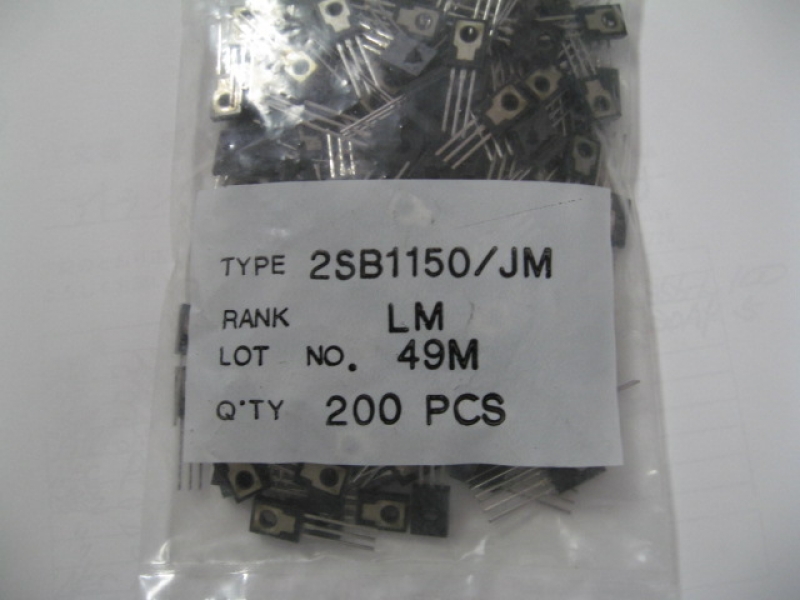 TYPE 2SB1150/JM
RANK LM
LOT NO. 49M
Q'TY 200 PCS